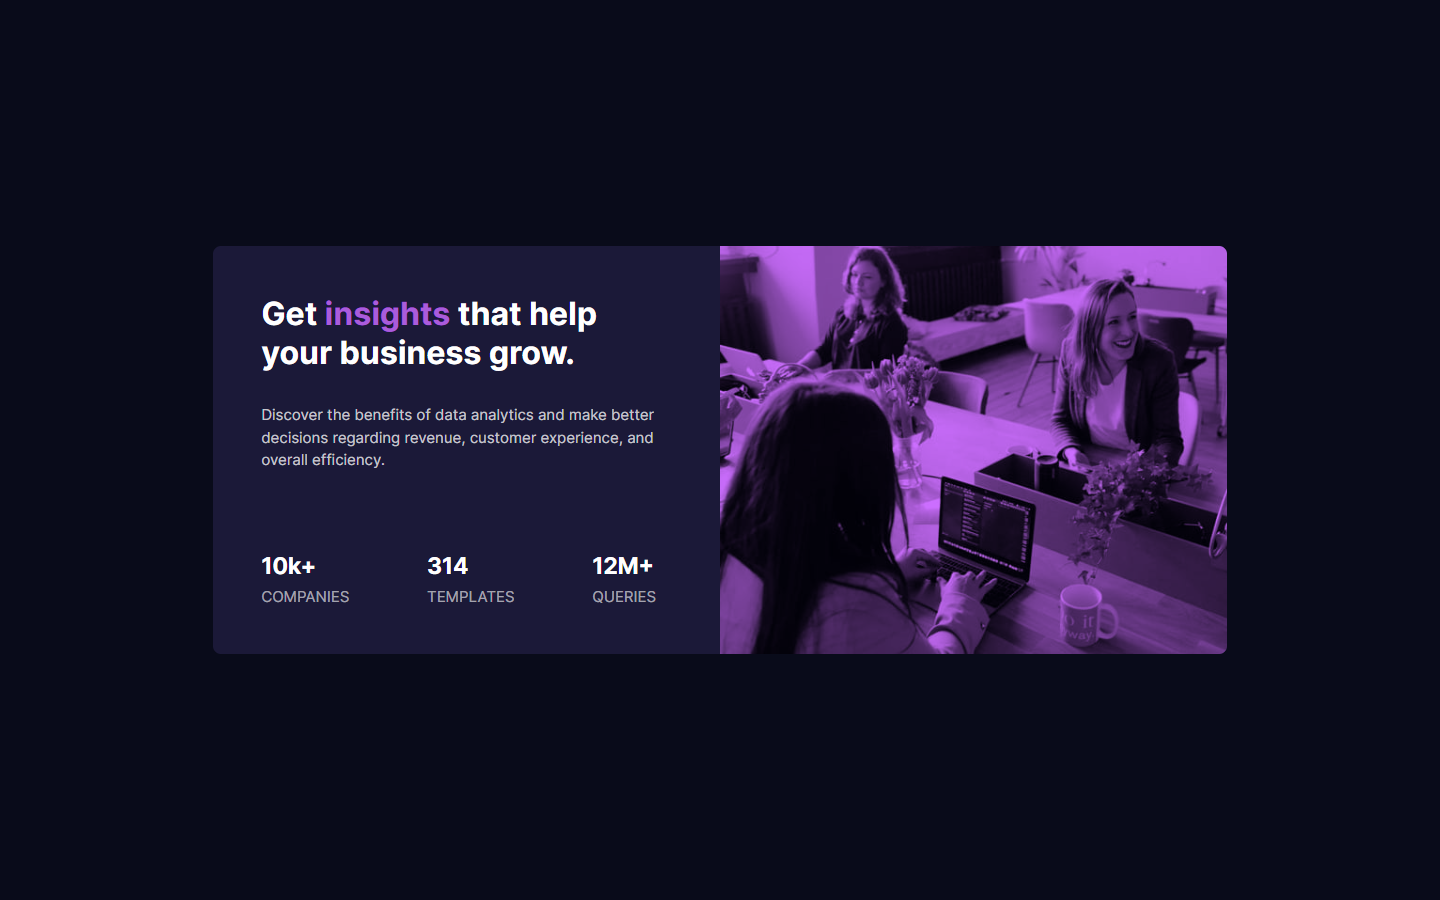 Get insights that help
your business grow.
Discover the benefits of data analytics and make better
decisions regarding revenue, customer experience, and
overall efficiency.
10k+ 314 12M+
COMPANIES TEMPLATES QUERIES